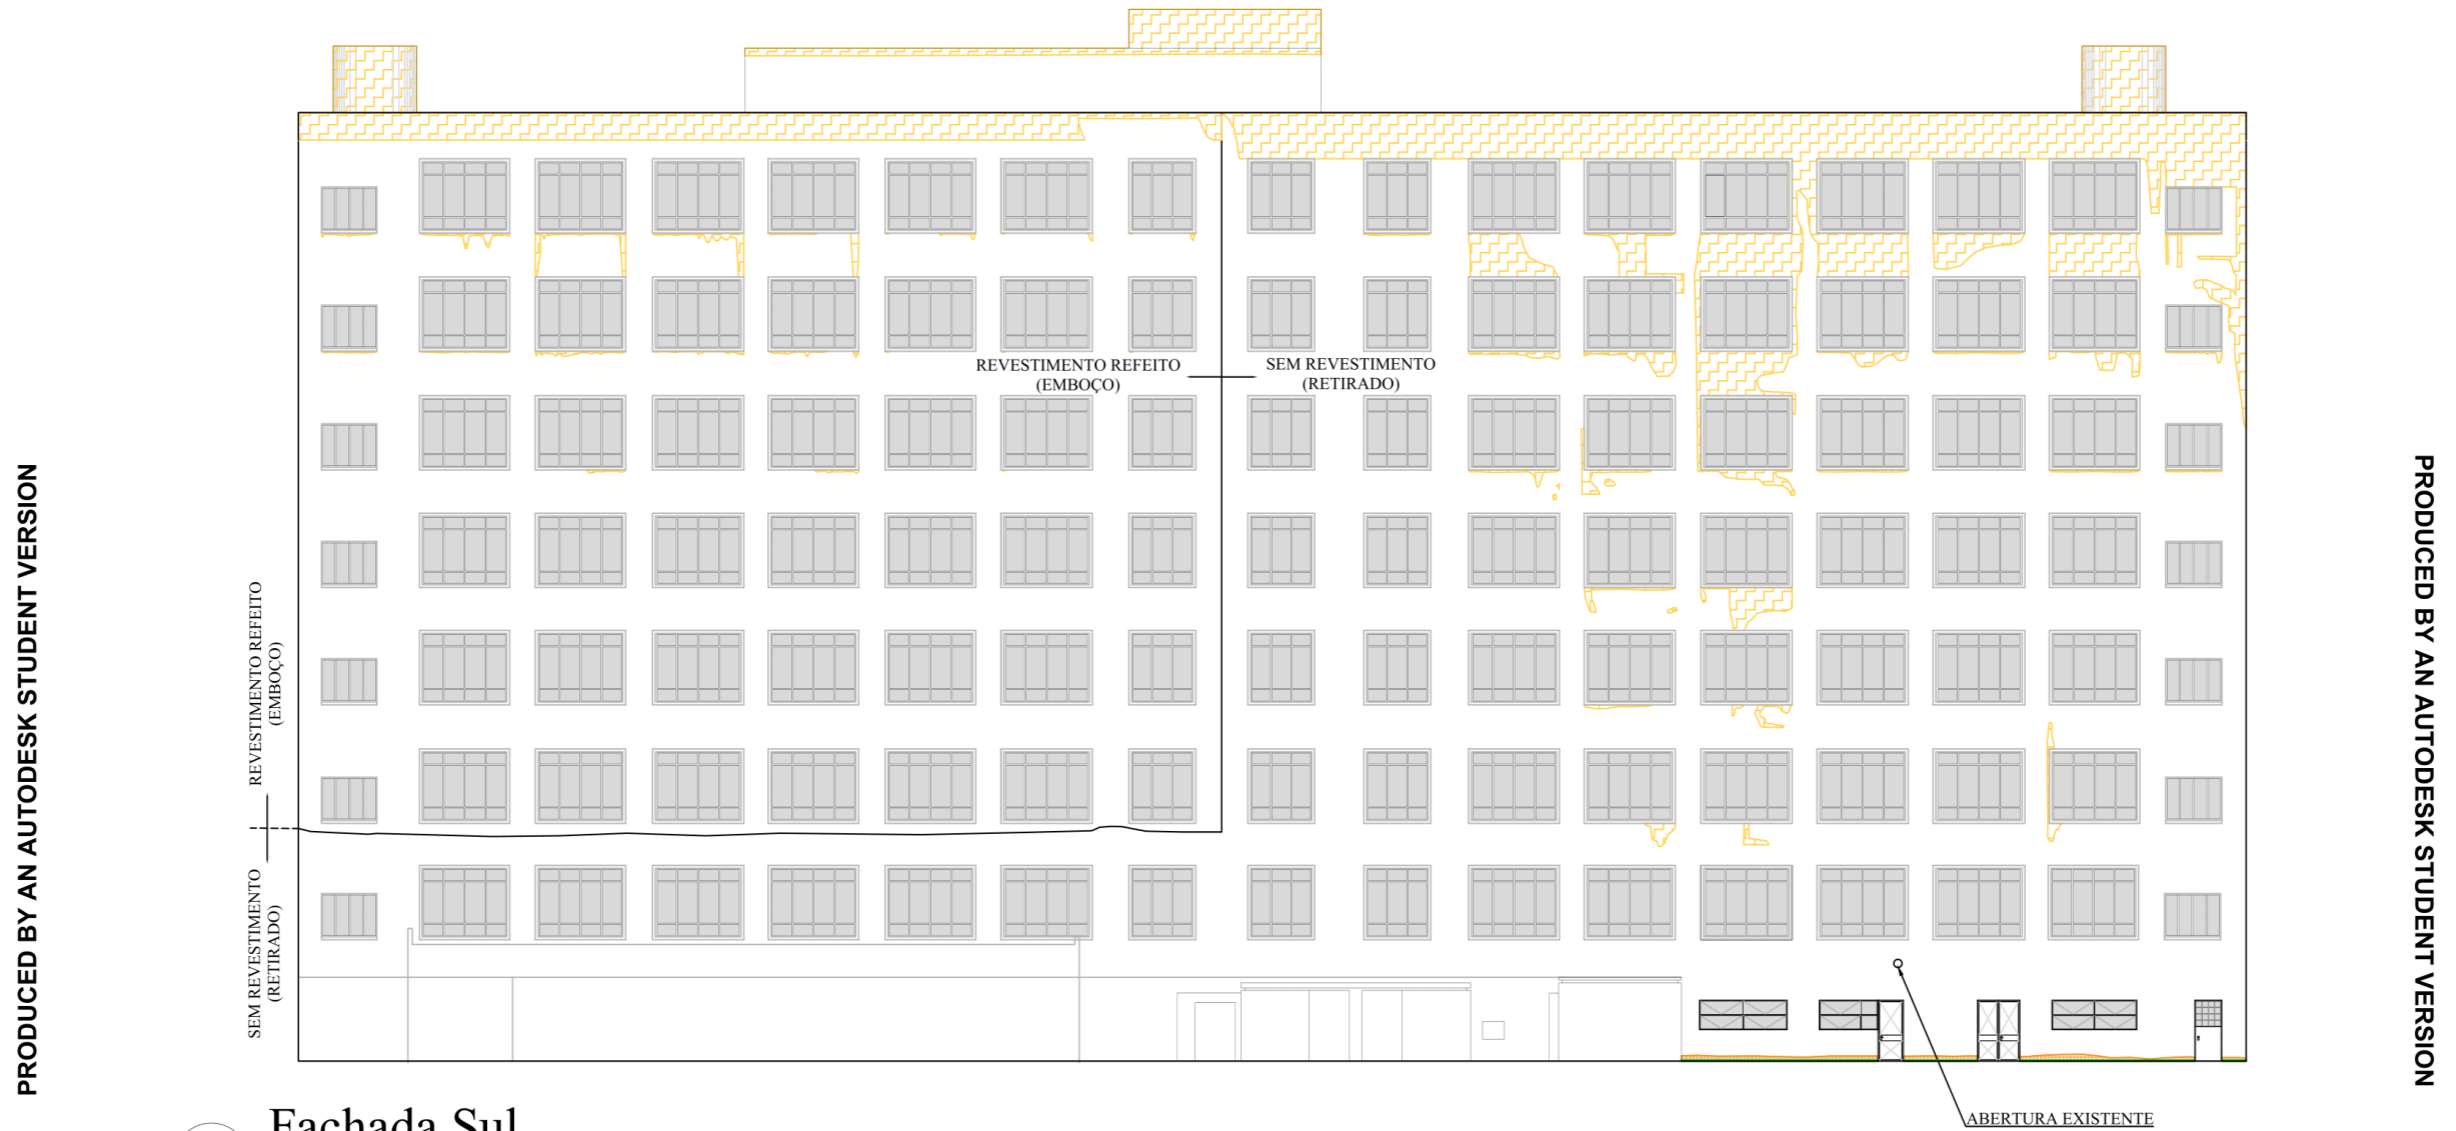 PRODUCED BY AN AUTODESK STUDENT VERSION
REVESTIMENTO REFEITO
(EMBOÇO)
SEM REVESTIMENTO
(RETIRADO)
REVESTIMENTO REFEITO
(EMBOÇO)
SEM REVESTIMENTO
(RETIRADO)
PRODUCED BY AN AUTODESK STUDENT VERSION
Fachada Sul
ABERTURA EXISTENTE